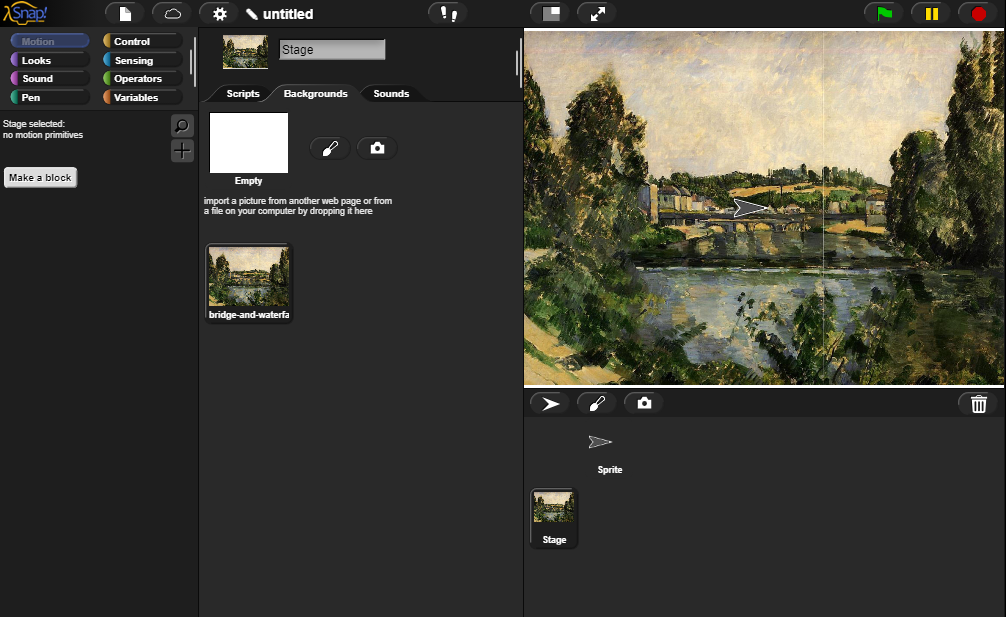 Snap!
untitled
Motion
Control
Looks
Sensing
Sound
Operators
Pen
Variables
Stage selected:
no motion primitives
Make a block
Stage
Scripts
Backgrounds
Sounds
Empty
import a picture from another web page or from
a file on your computer by dropping it here
bridge-and-waterfa
Sprite
Stage